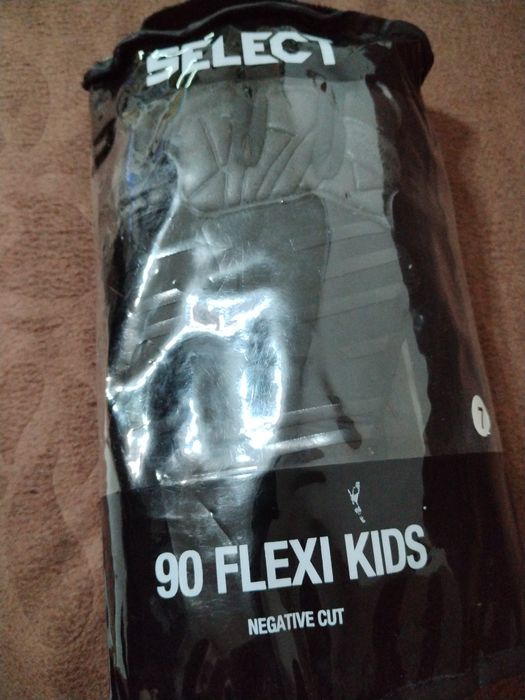 SELECT
7
90 FLEXI KIDS
NEGATIVE CUT